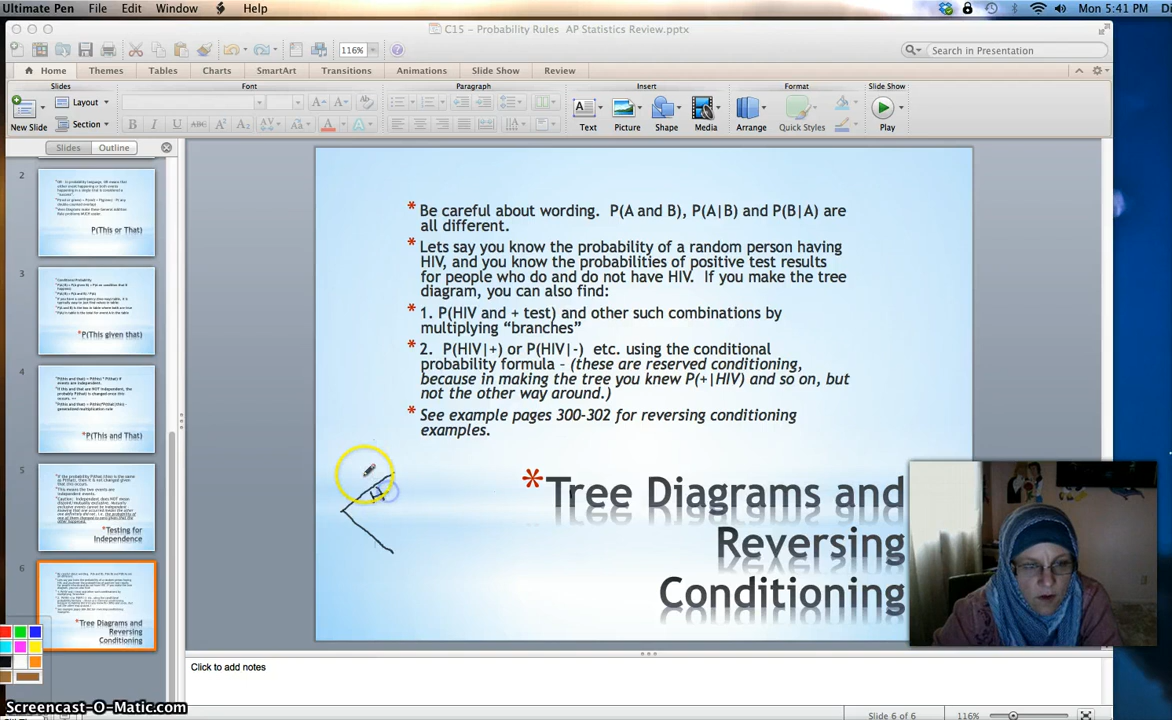 Ultimate Pen File Edit Window Help Mon 5:41 PM Di
C15 - Probability Rules AP Statistics Review.pptx
116% Search in Presentation
Home Themes Tables Charts SmartArt Transitions Animations Slide Show Review
Slides Font Paragraph Insert Format Slide Show
Layout
Section
New Slide Text Picture Shape Media Arrange Quick Styles Play
Slides Outline
2
P(This or That)
3
*P(This given that)
4
*P(This and That)
5
*Testing for
Independence
6
*Tree Diagrams and
Reversing
Conditioning
* Be careful about wording. P(A and B), P(A|B) and P(B|A) are
all different.
* Lets say you know the probability of a random person having
HIV, and you know the probabilities of positive test results
for people who do and do not have HIV. If you make the tree
diagram, you can also find:
* 1. P(HIV and + test) and other such combinations by
multiplying “branches”
* 2. P(HIV|+) or P(HIV|-) etc. using the conditional
probability formula - (these are reserved conditioning,
because in making the tree you knew P(+|HIV) and so on, but
not the other way around.)
* See example pages 300-302 for reversing conditioning
examples.
*Tree Diagrams and
Reversing
Conditioning
Click to add notes
Screencast-O-Matic.com
Slide 6 of 6 116%